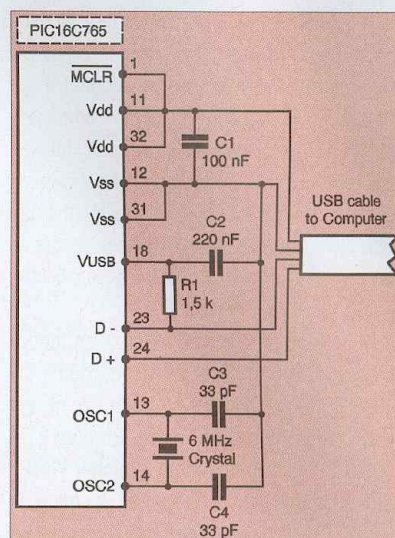 PIC16C765
1
MCLR
11
Vdd
32
Vdd
12
Vss
31
Vss
18
VUSB
23
D -
24
D +
13
OSC1
14
OSC2
C1
100 nF
C2
220 nF
R1
1,5 k
C3
33 pF
6 MHz
Crystal
C4
33 pF
USB cable
to Computer